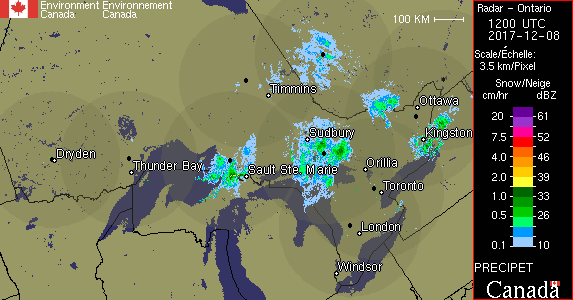 Environment Environnement
Canada Canada
100 KM
Timmins
Ottawa
Sudbury
Kingston
Dryden
Thunder Bay
Sault Ste. Marie
Orillia
Toronto
London
Windsor
Radar - Ontario
1200 UTC
2017-12-08
Scale/Échelle:
3.5 km/Pixel
Snow/Neige
cm/hr dBZ
20 61
7.5 57
5.0 52
4.0 46
2.0 39
1.0 33
0.5 26
0.1 10
PRECIPET
Canada